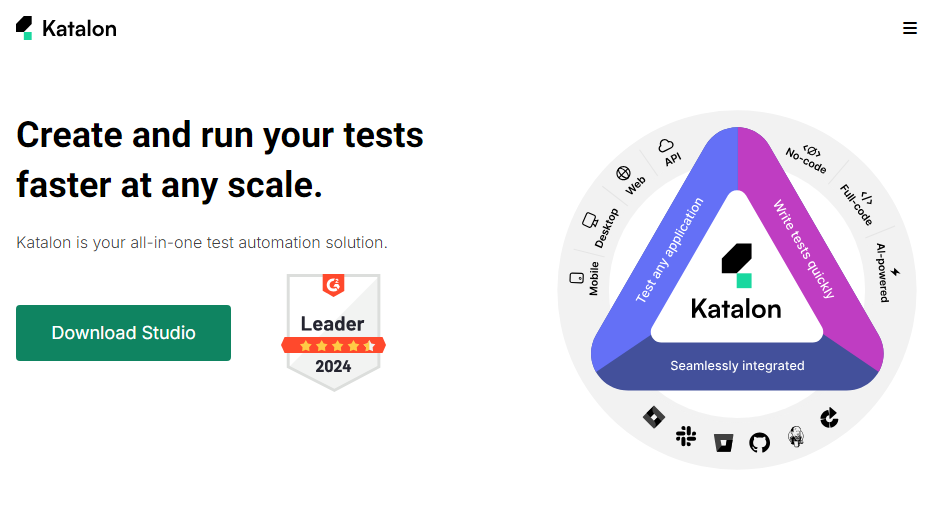 Katalon
Create and run your tests
faster at any scale.
Katalon is your all-in-one test automation solution.
Download Studio
Leader
2024
Mobile
Desktop
Web
API
No-code
Full-code
AI-powered
Test any application
Write tests quickly
Katalon
Seamlessly integrated